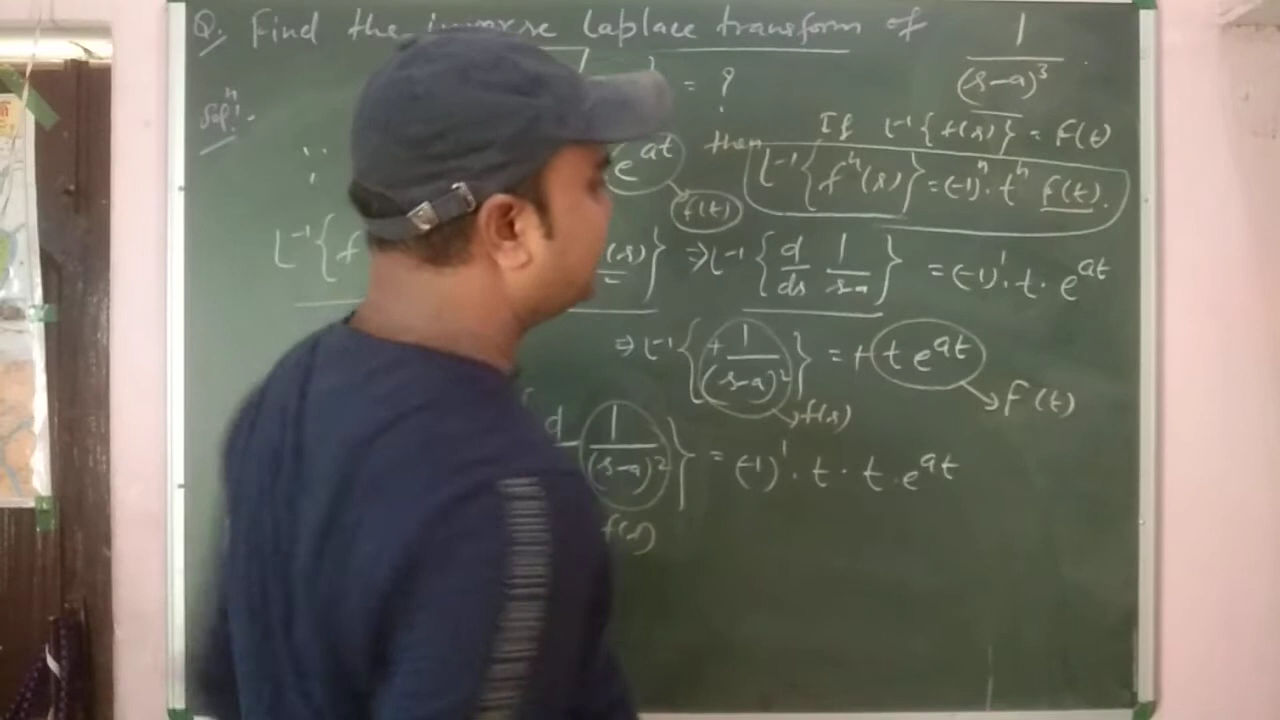 Q. Find the inverse Laplace transform of 1/(s-a)³
= ?
Solⁿ:-
∵ e^{at} then If L⁻¹{f(s)} = F(t)
f(t) L⁻¹{fⁿ(s)} = (-1)ⁿ · tⁿ f(t).
L⁻¹{f (s)} ⇒ L⁻¹{d/ds 1/(s-a)} = (-1)¹ · t · e^{at}
⇒ L⁻¹{+1/(s-a)²} = + t e^{at}
f(s) f(t)
d 1/(s-a)²} = (-1)¹ · t · t · e^{at}
f(s)